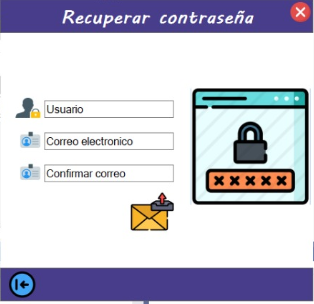 Recuperar contraseña
Usuario
Correo electronico
Confirmar correo